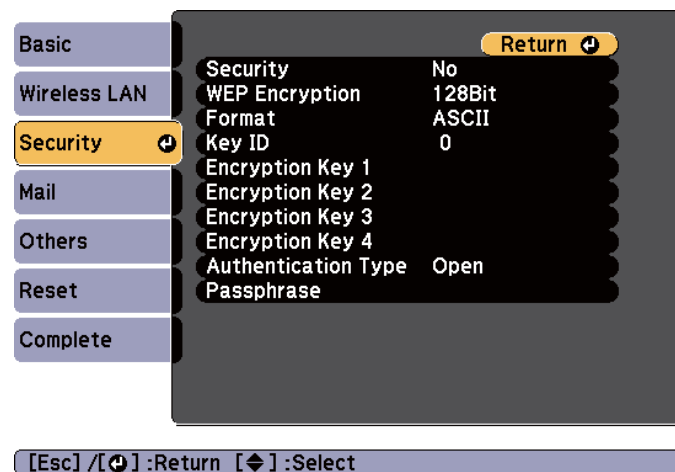 Basic
Wireless LAN
Security
Mail
Others
Reset
Complete
Return
Security No
WEP Encryption 128Bit
Format ASCII
Key ID 0
Encryption Key 1
Encryption Key 2
Encryption Key 3
Encryption Key 4
Authentication Type Open
Passphrase
[Esc] /[⏎] :Return [◆] :Select